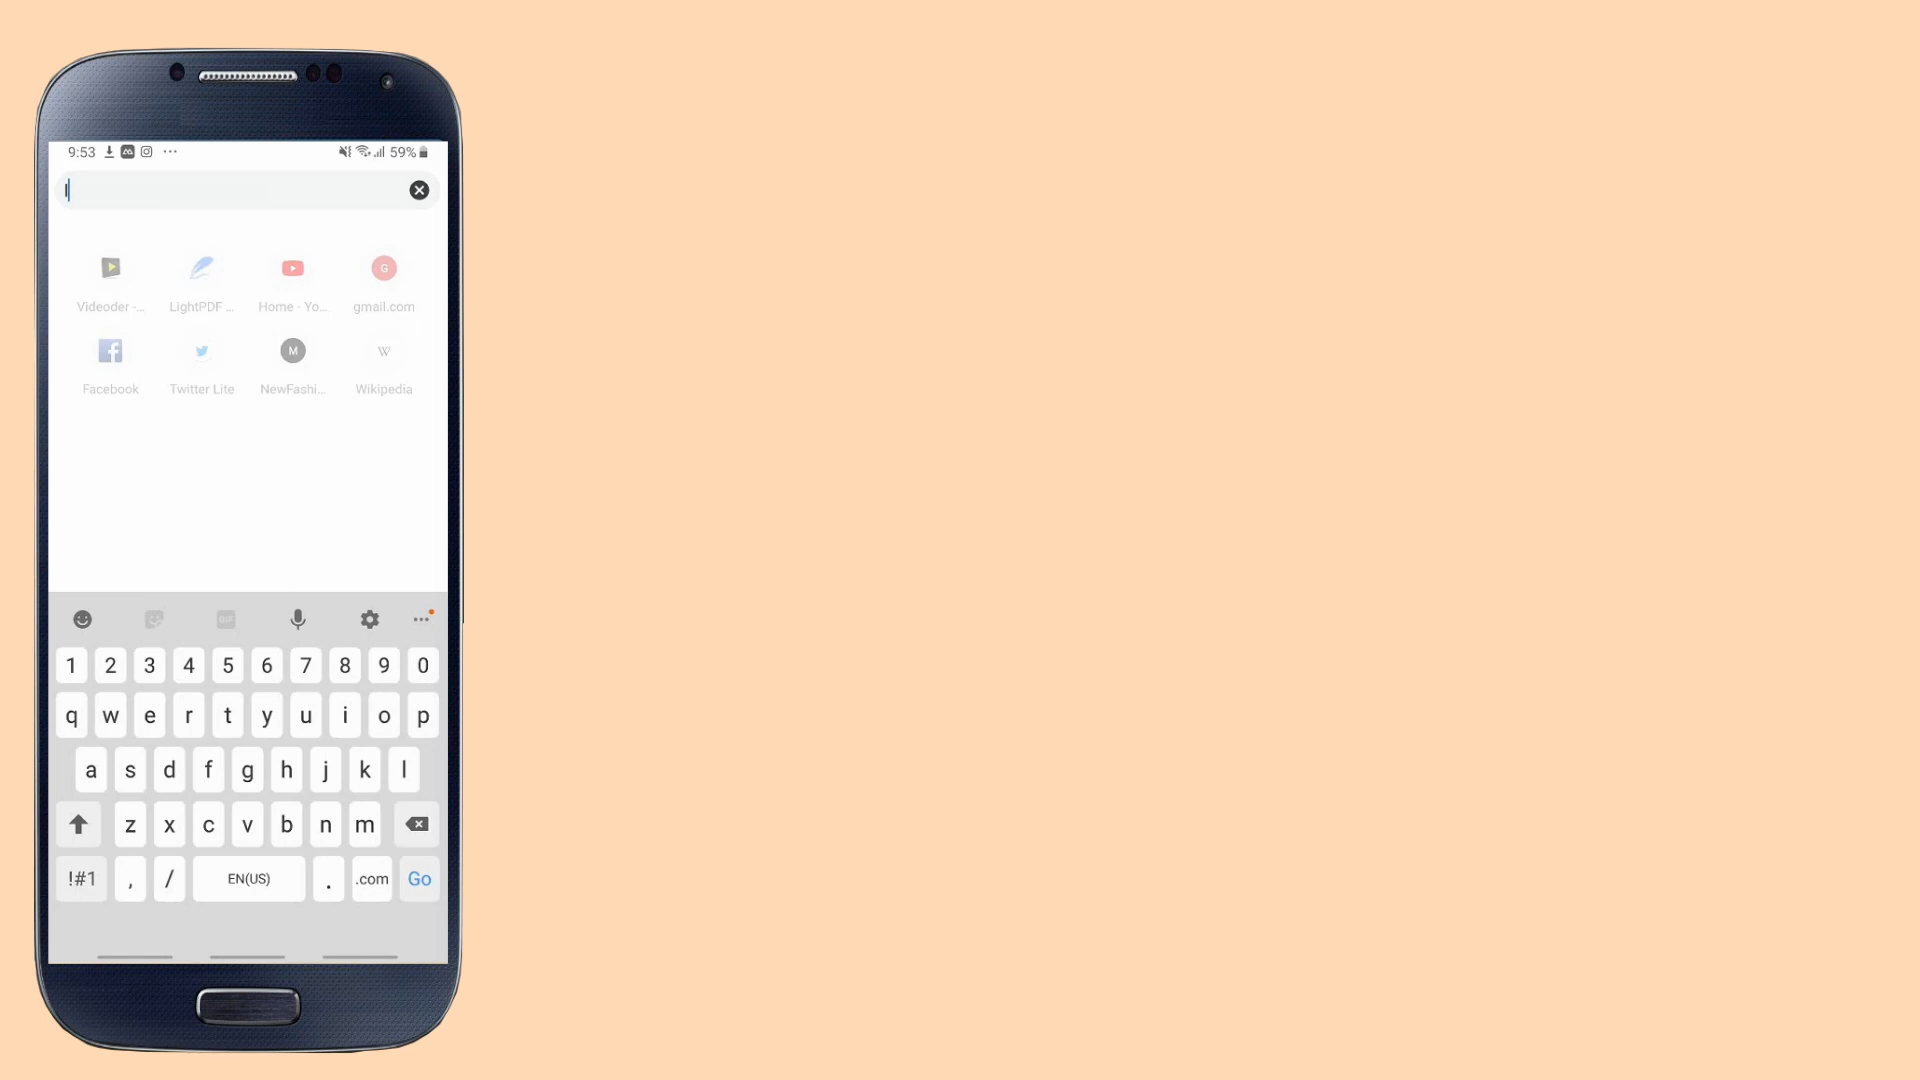 9:53 ... 59%
l
G
Videoder -... LightPDF ... Home - Yo... gmail.com
M W
Facebook Twitter Lite NewFashi... Wikipedia
GIF ...
1 2 3 4 5 6 7 8 9 0
q w e r t y u i o p
a s d f g h j k l
z x c v b n m
!#1 , / EN(US) . .com Go